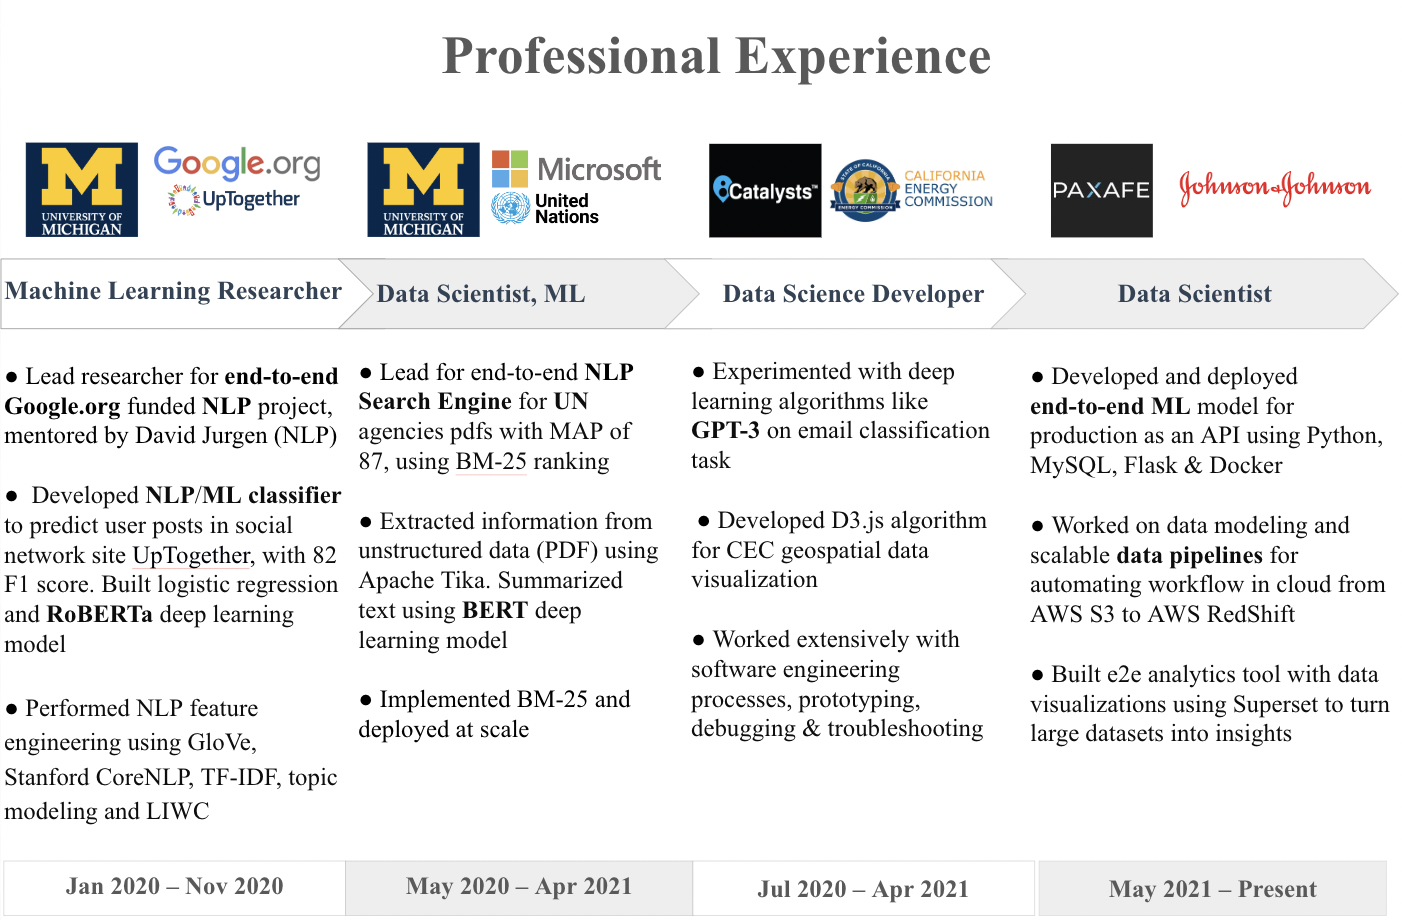 Professional Experience
UNIVERSITY OF
MICHIGAN
Google.org
UpTogether
UNIVERSITY OF
MICHIGAN
Microsoft
United
Nations
iCatalysts™
STATE OF CALIFORNIA
ENERGY COMMISSION
CALIFORNIA
ENERGY
COMMISSION
PAXAFE
Johnson&Johnson
Machine Learning Researcher
Data Scientist, ML
Data Science Developer
Data Scientist
● Lead researcher for end-to-end
Google.org funded NLP project,
mentored by David Jurgen (NLP)
● Developed NLP/ML classifier
to predict user posts in social
network site UpTogether, with 82
F1 score. Built logistic regression
and RoBERTa deep learning
model
● Performed NLP feature
engineering using GloVe,
Stanford CoreNLP, TF-IDF, topic
modeling and LIWC
● Lead for end-to-end NLP
Search Engine for UN
agencies pdfs with MAP of
87, using BM-25 ranking
● Extracted information from
unstructured data (PDF) using
Apache Tika. Summarized
text using BERT deep
learning model
● Implemented BM-25 and
deployed at scale
● Experimented with deep
learning algorithms like
GPT-3 on email classification
task
● Developed D3.js algorithm
for CEC geospatial data
visualization
● Worked extensively with
software engineering
processes, prototyping,
debugging & troubleshooting
● Developed and deployed
end-to-end ML model for
production as an API using Python,
MySQL, Flask & Docker
● Worked on data modeling and
scalable data pipelines for
automating workflow in cloud from
AWS S3 to AWS RedShift
● Built e2e analytics tool with data
visualizations using Superset to turn
large datasets into insights
Jan 2020 – Nov 2020
May 2020 – Apr 2021
Jul 2020 – Apr 2021
May 2021 – Present